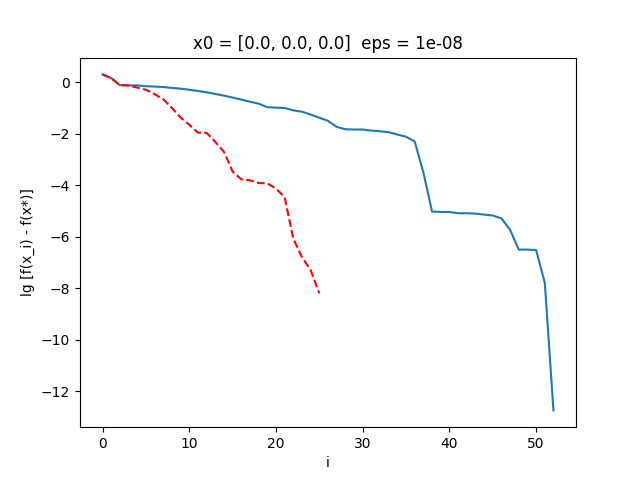 x0 = [0.0, 0.0, 0.0]  eps = 1e-08
0
−2
−4
−6
−8
−10
−12
lg [f(x_i) - f(x*)]
0 10 20 30 40 50
i